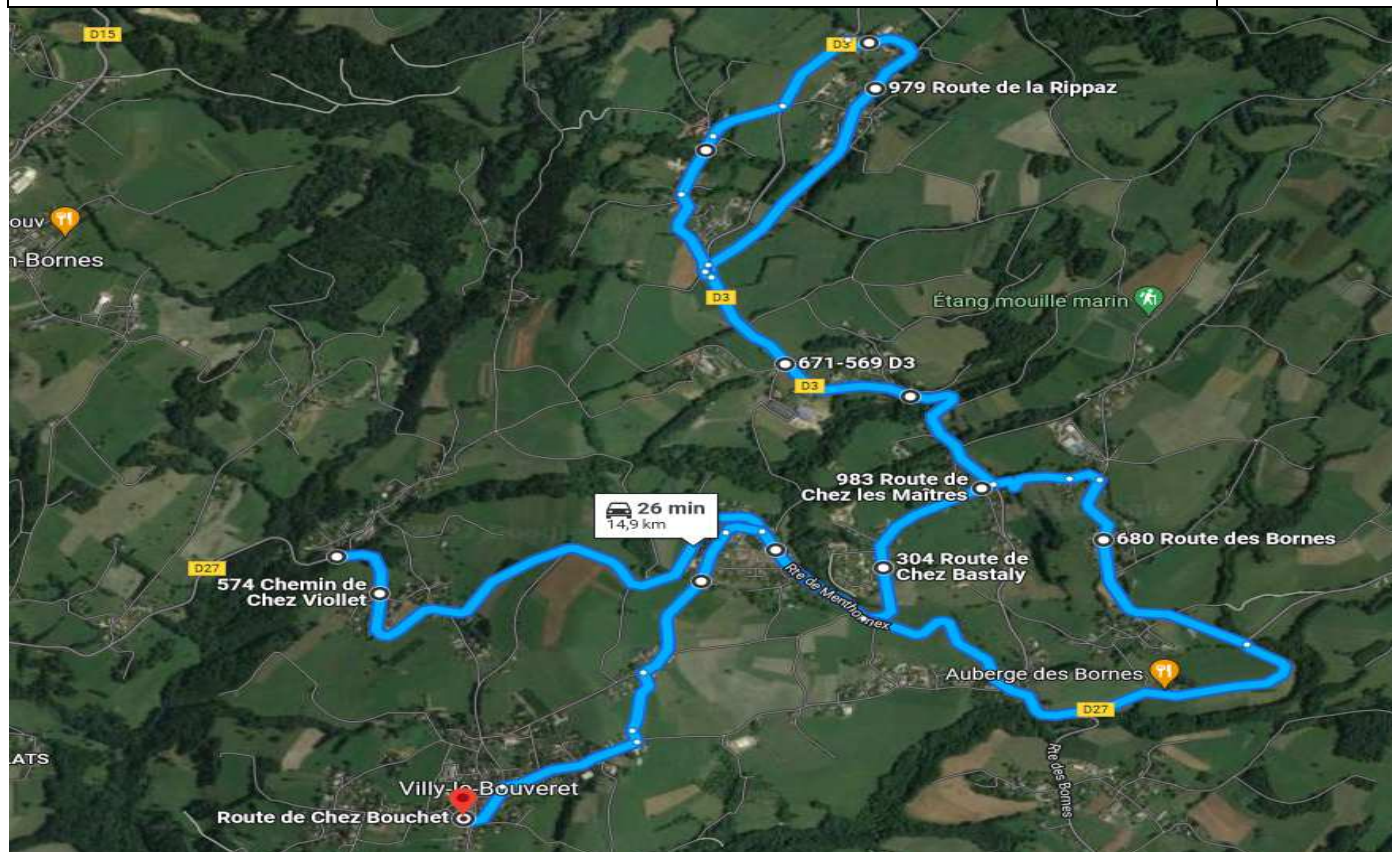 D15
D3
979 Route de la Rippaz
ouv
n-Bornes
D3
Étang mouille marin
671-569 D3
D3
983 Route de
Chez les Maîtres
26 min
14,9 km
680 Route des Bornes
D27
574 Chemin de
Chez Viollet
304 Route de
Chez Bastaly
Rte de Menthonnex
Auberge des Bornes
D27
LATS
Rte des Bornes
Villy-le-Bouveret
Route de Chez Bouchet